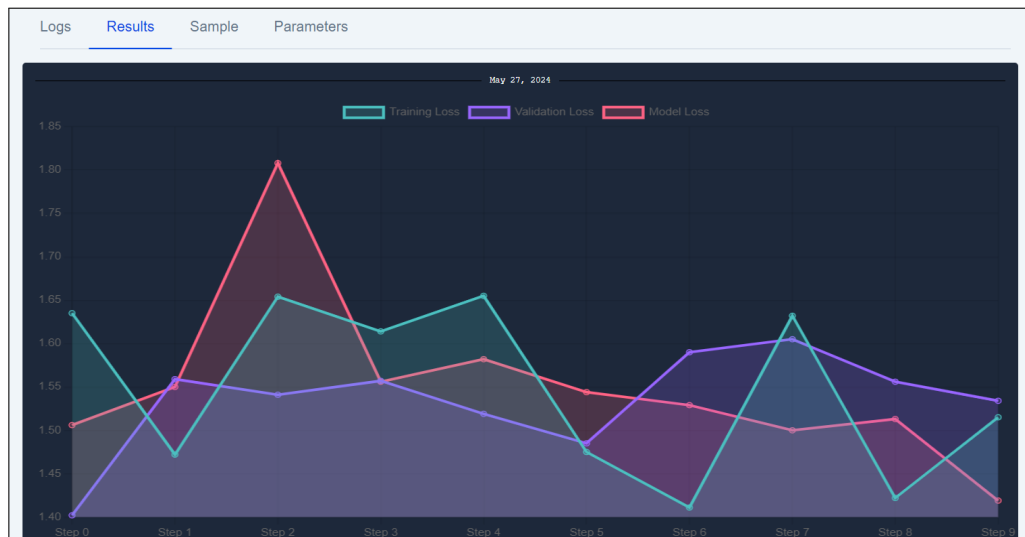 Logs Results Sample Parameters
May 27, 2024
Training Loss Validation Loss Model Loss
1.85
1.80
1.75
1.70
1.65
1.60
1.55
1.50
1.45
1.40
Step 0 Step 1 Step 2 Step 3 Step 4 Step 5 Step 6 Step 7 Step 8 Step 9